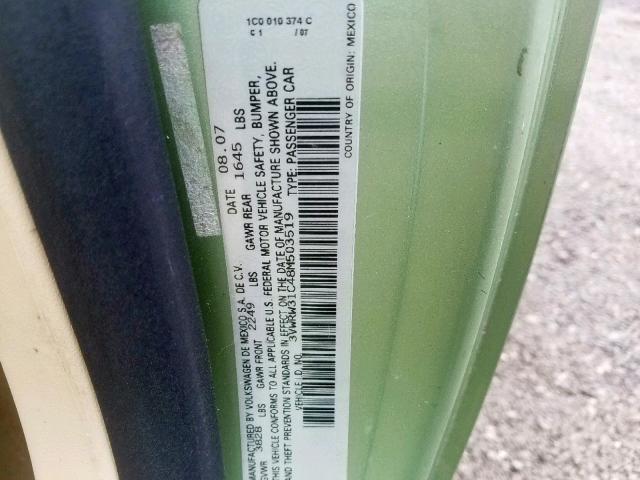 1C0 010 374 C
C 1 / 07
MANUFACTURED BY VOLKSWAGEN DE MEXICO S.A. DE C.V. DATE 08.07
GVWR 3828 LBS GAWR FRONT 2249 LBS GAWR REAR 1645 LBS
THIS VEHICLE CONFORMS TO ALL APPLICABLE U.S. FEDERAL MOTOR VEHICLE SAFETY, BUMPER,
AND THEFT PREVENTION STANDARDS IN EFFECT ON THE DATE OF MANUFACTURE SHOWN ABOVE.
VEHICLE I.D. NO. 3VWRW31C48M503519 TYPE: PASSENGER CAR
COUNTRY OF ORIGIN: MEXICO